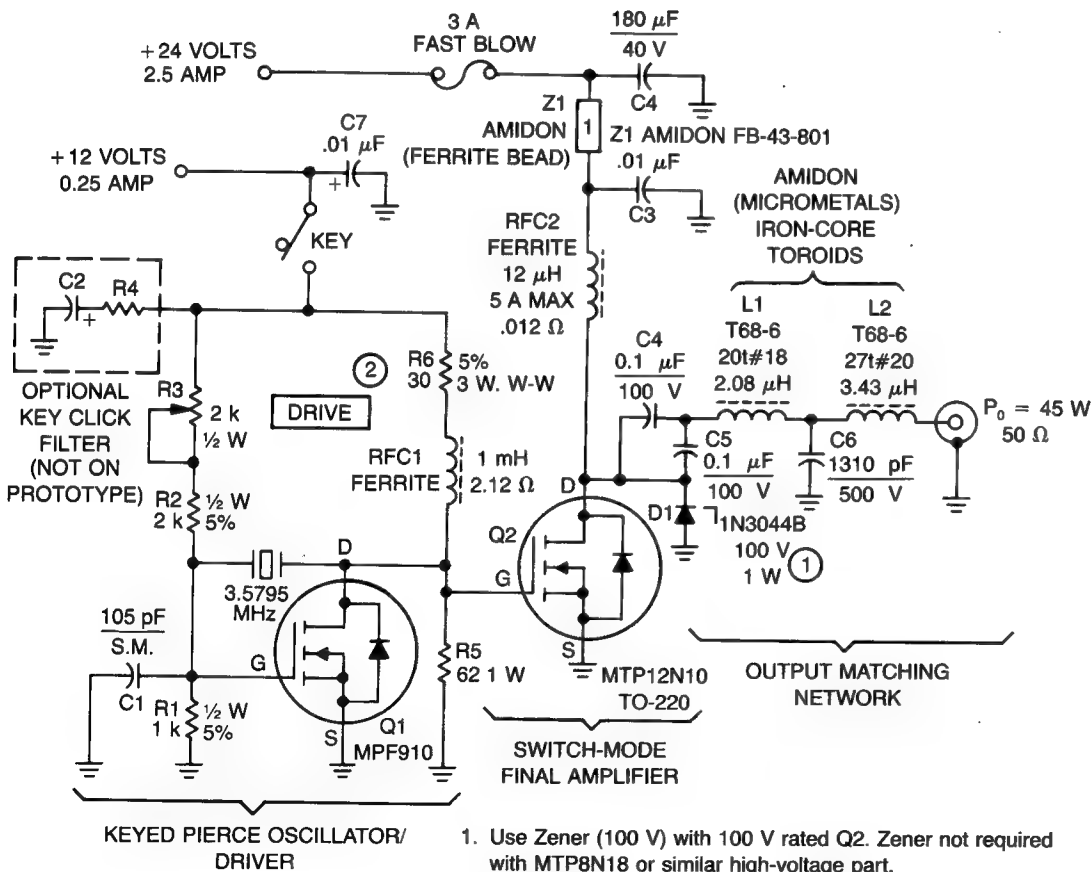 +24 VOLTS
2.5 AMP
3 A
FAST BLOW
180 µF
40 V
C4
Z1
AMIDON
(FERRITE BEAD)
1
Z1 AMIDON FB-43-801
C7
.01 µF
+
+12 VOLTS
0.25 AMP
KEY
.01 µF
C3
RFC2
FERRITE
12 µH
5 A MAX
.012 Ω
AMIDON
(MICROMETALS)
IRON-CORE
TOROIDS
L1
T68-6
20t#18
2.08 µH
L2
T68-6
27t#20
3.43 µH
C2
+
R4
OPTIONAL
KEY CLICK
FILTER
(NOT ON
PROTOTYPE)
R3
2 k
½ W
2
DRIVE
R6
30
5%
3 W. W-W
RFC1
FERRITE
1 mH
2.12 Ω
C4
0.1 µF
100 V
C5
0.1 µF
100 V
C6
1310 pF
500 V
P₀ = 45 W
50 Ω
R2
2 k
½ W
5%
3.5795
MHz
D
G
S
Q1
MPF910
105 pF
S.M.
C1
R1
1 k
½ W
5%
R5
62 1 W
D
Q2
G
S
D1
1N3044B
100 V
1 W
1
MTP12N10
TO-220
OUTPUT MATCHING
NETWORK
SWITCH-MODE
FINAL AMPLIFIER
KEYED PIERCE OSCILLATOR/
DRIVER
1. Use Zener (100 V) with 100 V rated Q2. Zener not required
with MTP8N18 or similar high-voltage part.